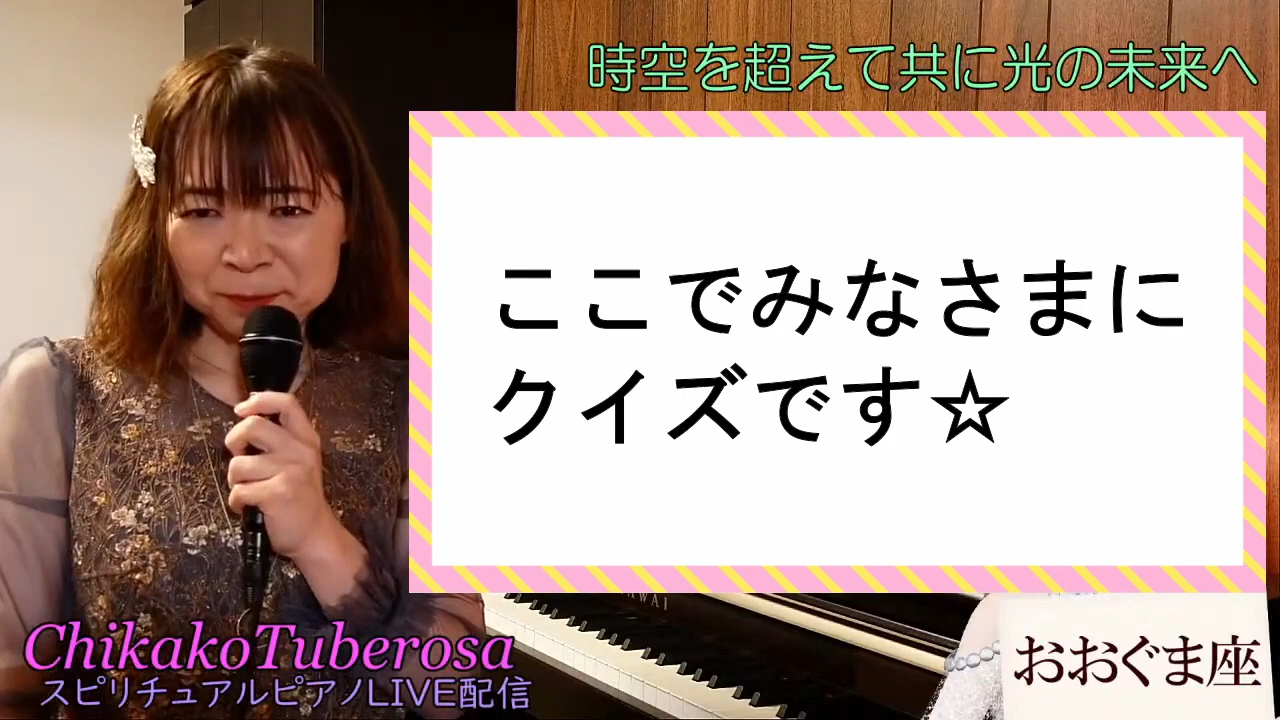 時空を超えて共に光の未来へ
ここでみなさまに
クイズです☆
ChikakoTuberosa
スピリチュアルピアノLIVE配信
おおぐま座